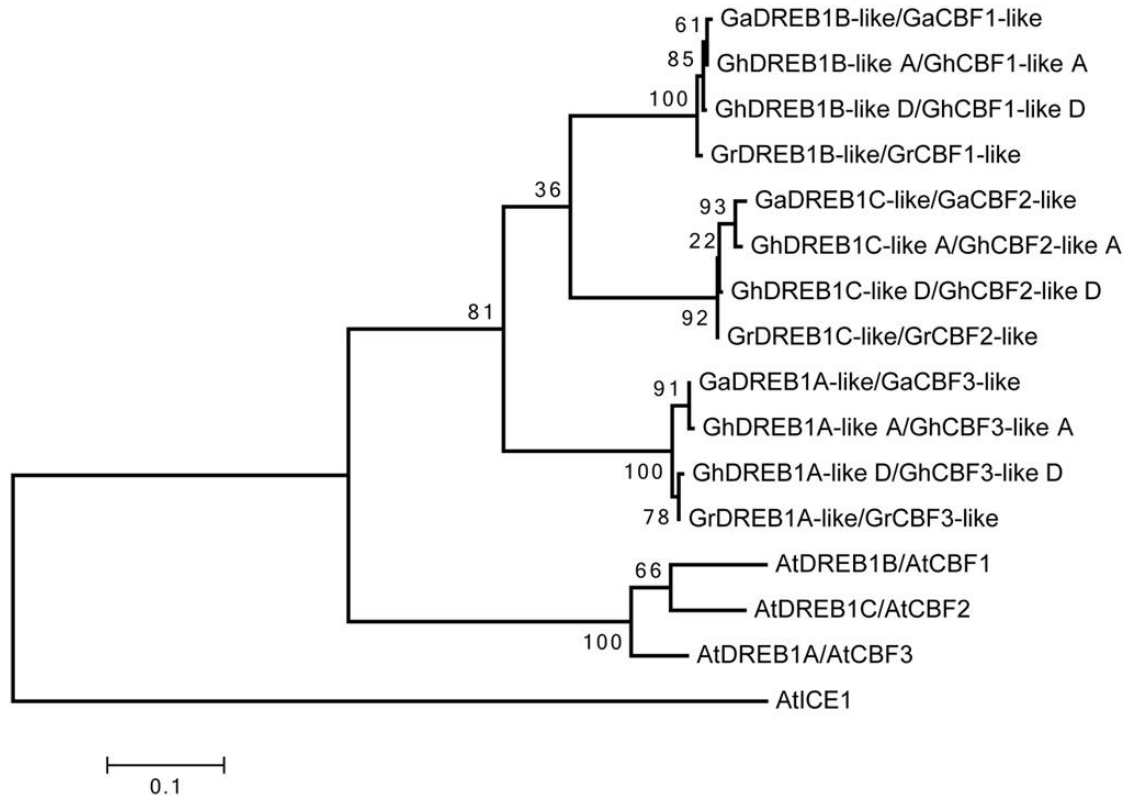 61
GaDREB1B-like/GaCBF1-like
85
GhDREB1B-like A/GhCBF1-like A
100
GhDREB1B-like D/GhCBF1-like D
GrDREB1B-like/GrCBF1-like
36
93
GaDREB1C-like/GaCBF2-like
22
GhDREB1C-like A/GhCBF2-like A
GhDREB1C-like D/GhCBF2-like D
81
92
GrDREB1C-like/GrCBF2-like
91
GaDREB1A-like/GaCBF3-like
GhDREB1A-like A/GhCBF3-like A
100
GhDREB1A-like D/GhCBF3-like D
78
GrDREB1A-like/GrCBF3-like
66
AtDREB1B/AtCBF1
AtDREB1C/AtCBF2
100
AtDREB1A/AtCBF3
AtICE1
0.1